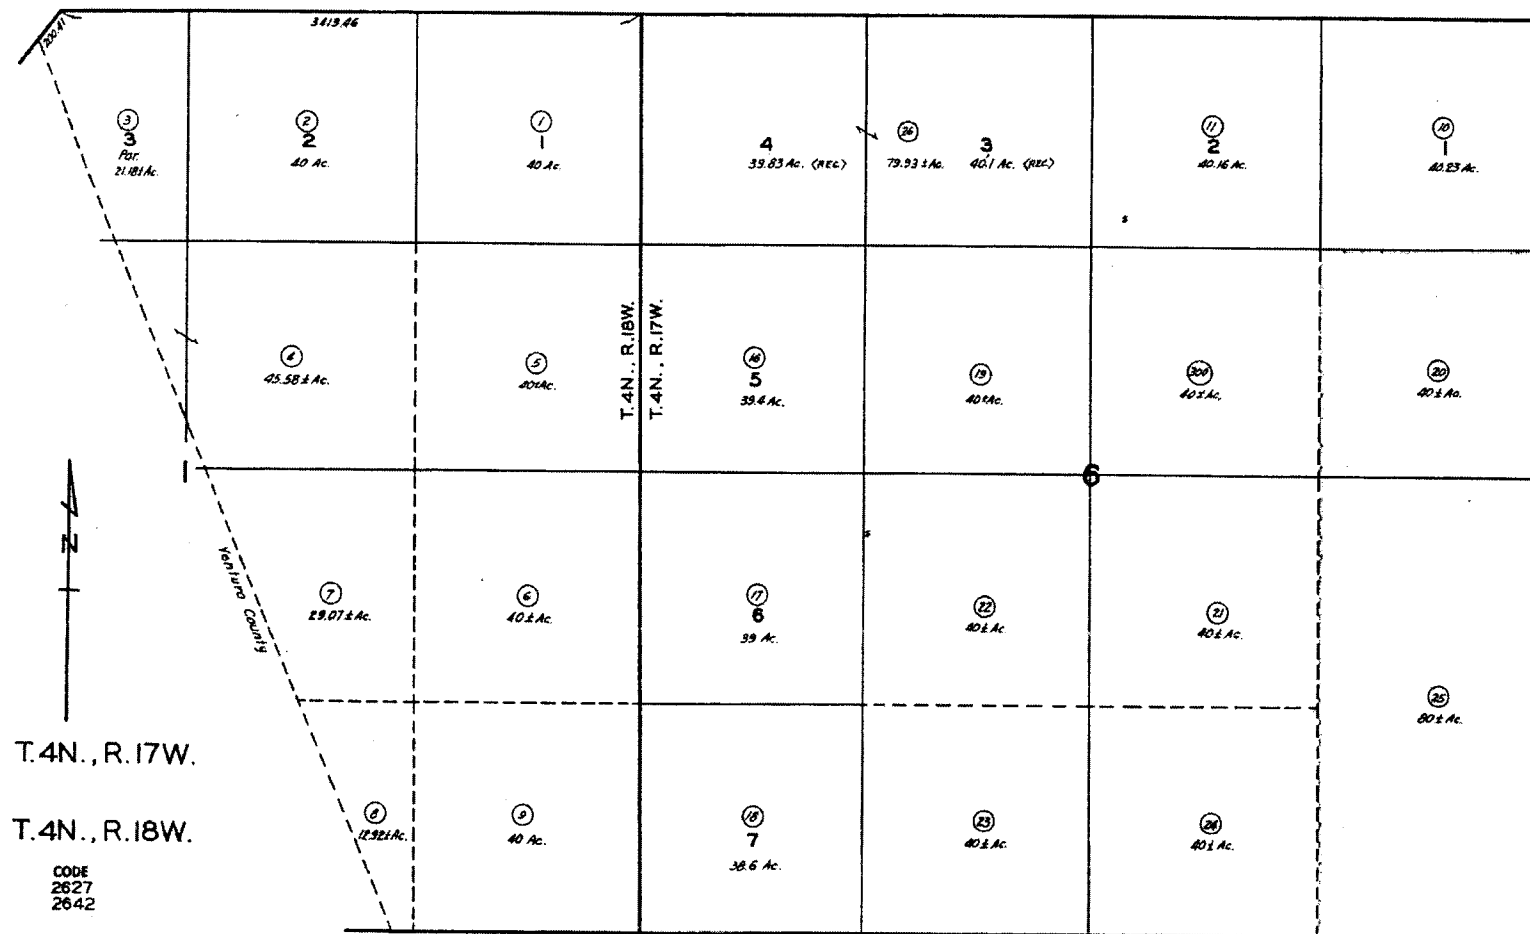 200.41
3419.46
3
3
Por.
21.18±Ac.
2
2
40 Ac.
1
1
40 Ac.
4
39.83 Ac. (REC)
26
79.93±Ac.
3
40.1 Ac. (REC)
11
2
40.16 Ac.
10
1
40.23 Ac.
T.4N., R.18W.
T.4N., R.17W.
4
45.58±Ac.
5
40±Ac.
16
5
39.4 Ac.
19
40±Ac.
300
40±Ac.
20
40±Ac.
1
6
N
Ventura County
7
29.07±Ac.
6
40±Ac.
17
6
39 Ac.
22
40±Ac.
21
40±Ac.
25
80±Ac.
T.4N., R.17W.
T.4N., R.18W.
8
12.92±Ac.
9
40 Ac.
18
7
38.6 Ac.
23
40±Ac.
24
40±Ac.
CODE
2627
2642